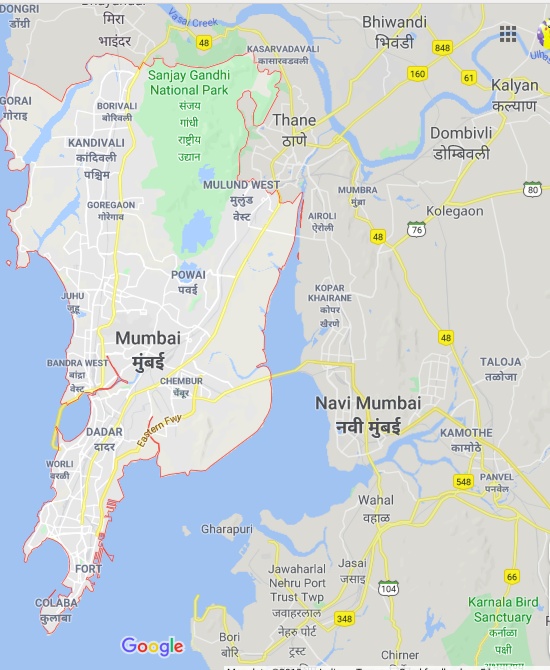 DONGRI
डोंगरी
मिरा
भाइंदर
Vasai Creek
48
KASARVADAVALI
कासारवडवली
Bhiwandi
भिवंडी
848
160
61
Sanjay Gandhi
National Park
संजय
गांधी
राष्ट्रीय
उद्यान
Kalyan
कल्याण
GORAI
गोराइ
BORIVALI
बोरिवली
Thane
ठाणे
Dombivli
डोम्बिवली
KANDIVALI
कांदिवली
पश्चिम
MULUND WEST
मुलुंड
वेस्ट
MUMBRA
मुंब्रा
80
GOREGAON
गोरेगाव
AIROLI
ऐरोली
Kolegaon
48
76
POWAI
पवई
JUHU
जुहू
KOPAR
KHAIRANE
कोपर
खैरणे
Mumbai
मुंबई
48
BANDRA WEST
बांद्रा
वेस्ट
CHEMBUR
चेंबूर
TALOJA
तळोजा
Navi Mumbai
नवी मुंबई
DADAR
दादर
Eastern Fwy
KAMOTHE
कामोठे
WORLI
वरळी
548
PANVEL
पनवेल
Wahal
वहाळ
Gharapuri
FORT
Jawaharlal
Nehru Port
Trust Twp
जवाहरलाल
नेहरु पोर्ट
ट्रस्ट
Jasai
जसाइ
104
66
COLABA
कुलाबा
Karnala Bird
Sanctuary
कर्नाळा
पक्षी
348
Google
Bori
बोरि
Chirner